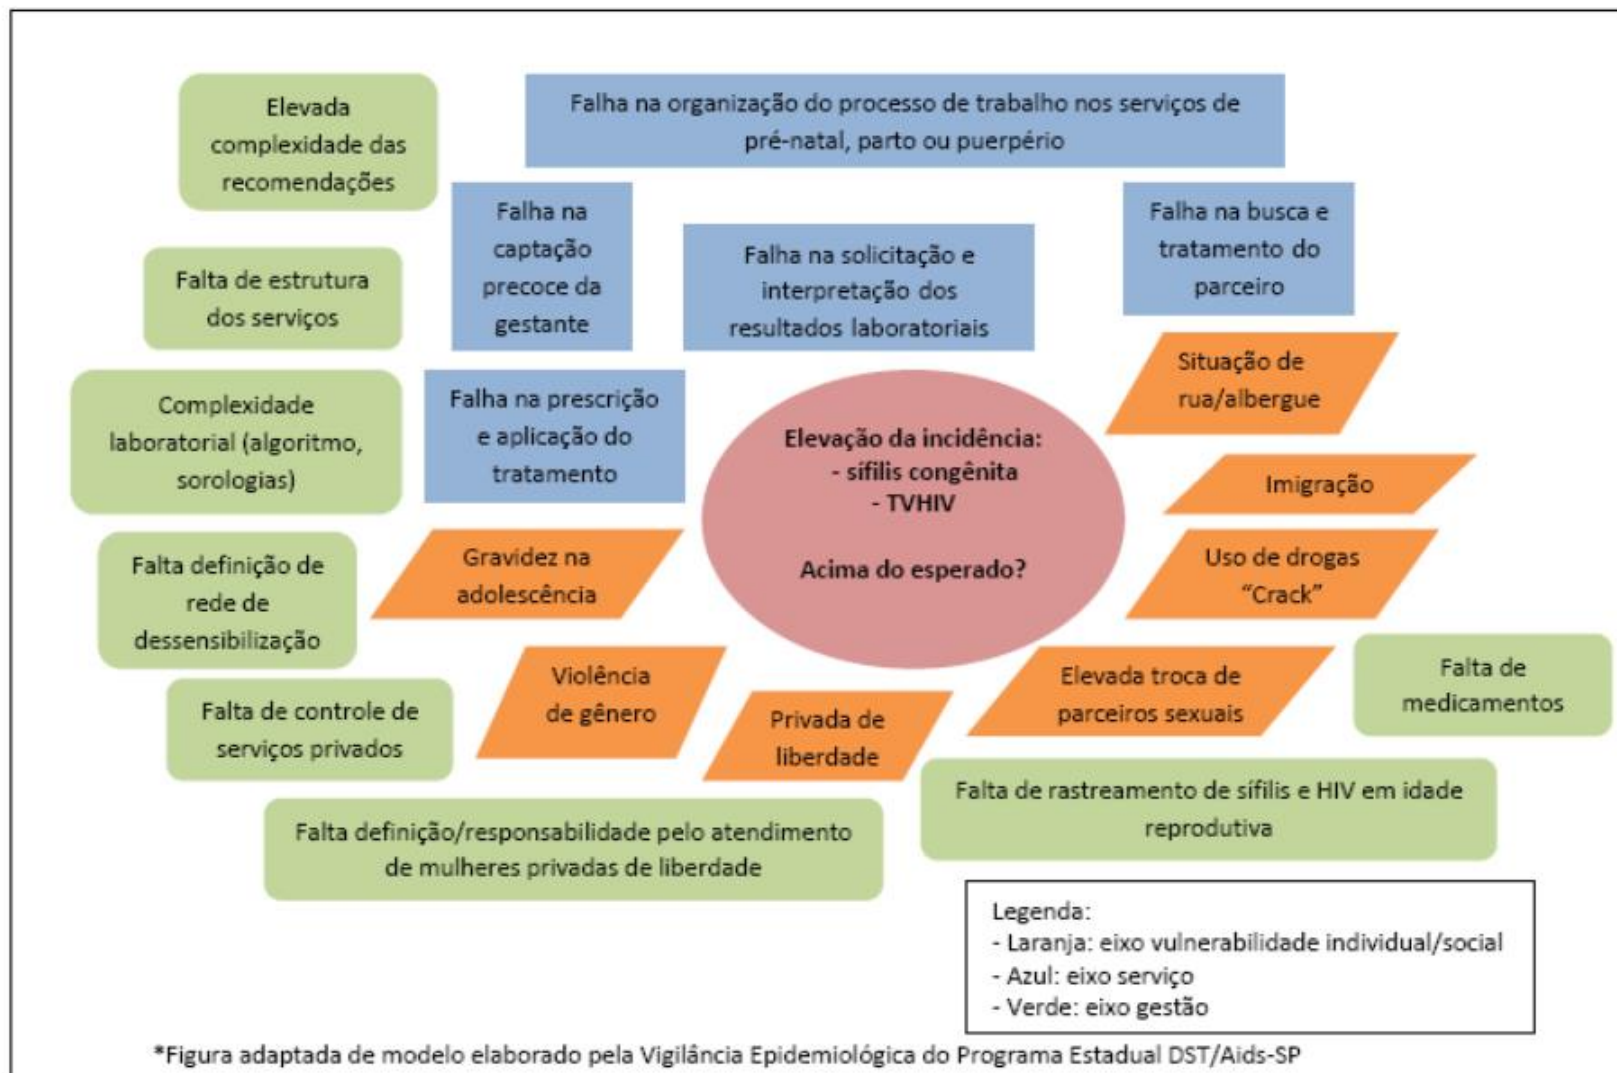 Elevada
complexidade das
recomendações
Falha na organização do processo de trabalho nos serviços de
pré-natal, parto ou puerpério
Falha na
captação
precoce da
gestante
Falha na solicitação e
interpretação dos
resultados laboratoriais
Falha na busca e
tratamento do
parceiro
Falta de estrutura
dos serviços
Situação de
rua/albergue
Complexidade
laboratorial (algoritmo,
sorologias)
Falha na prescrição
e aplicação do
tratamento
Elevação da incidência:
- sífilis congênita
- TVHIV
Acima do esperado?
Imigração
Falta definição de
rede de
dessensibilização
Gravidez na
adolescência
Uso de drogas
“Crack”
Falta de controle de
serviços privados
Violência
de gênero
Privada de
liberdade
Elevada troca de
parceiros sexuais
Falta de
medicamentos
Falta definição/responsabilidade pelo atendimento
de mulheres privadas de liberdade
Falta de rastreamento de sífilis e HIV em idade
reprodutiva
Legenda:
- Laranja: eixo vulnerabilidade individual/social
- Azul: eixo serviço
- Verde: eixo gestão
*Figura adaptada de modelo elaborado pela Vigilância Epidemiológica do Programa Estadual DST/Aids-SP